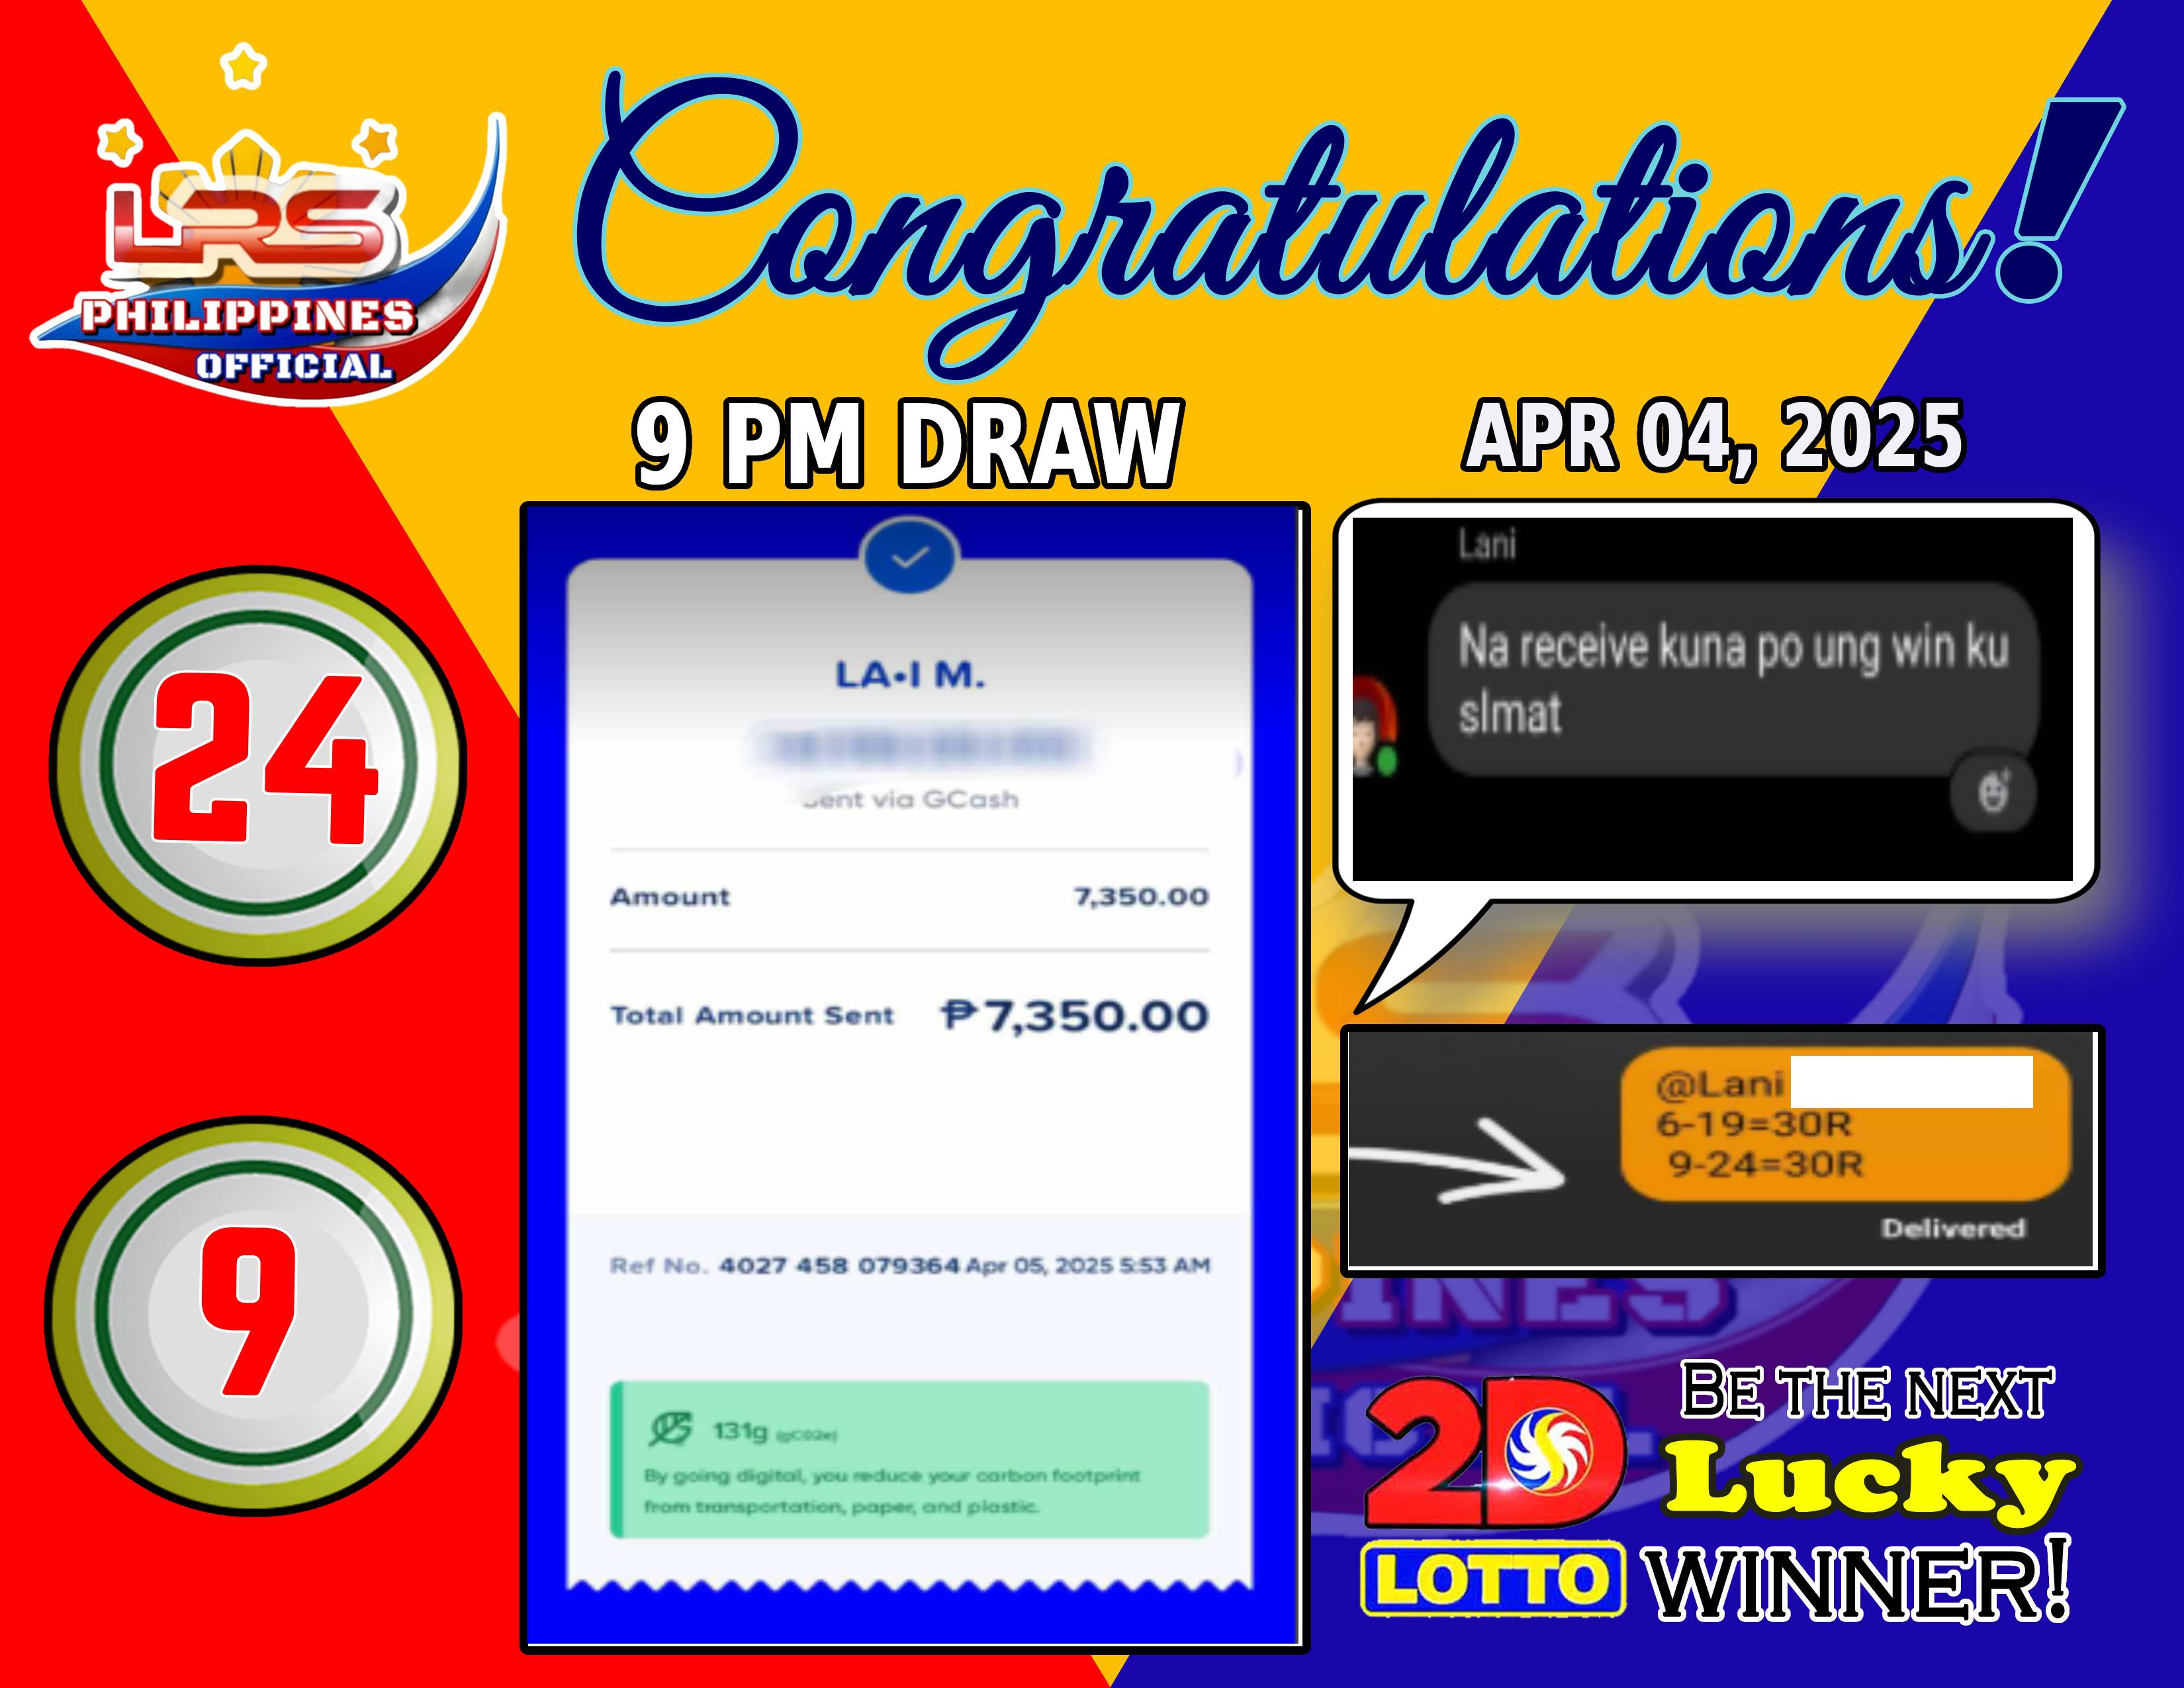 LRS
PHILIPPINES
OFFICIAL
Congratulations!
9 PM DRAW
APR 04, 2025
24
9
LA•I M.
Sent via GCash
Amount 7,350.00
Total Amount Sent ₱7,350.00
Ref No. 4027 458 079364 Apr 05, 2025 5:53 AM
131g (gCO2e)
By going digital, you reduce your carbon footprint
from transportation, paper, and plastic.
Lani
Na receive kuna po ung win ku
slmat
@Lani
6-19=30R
9-24=30R
Delivered
2D
LOTTO
BE THE NEXT
Lucky
WINNER!